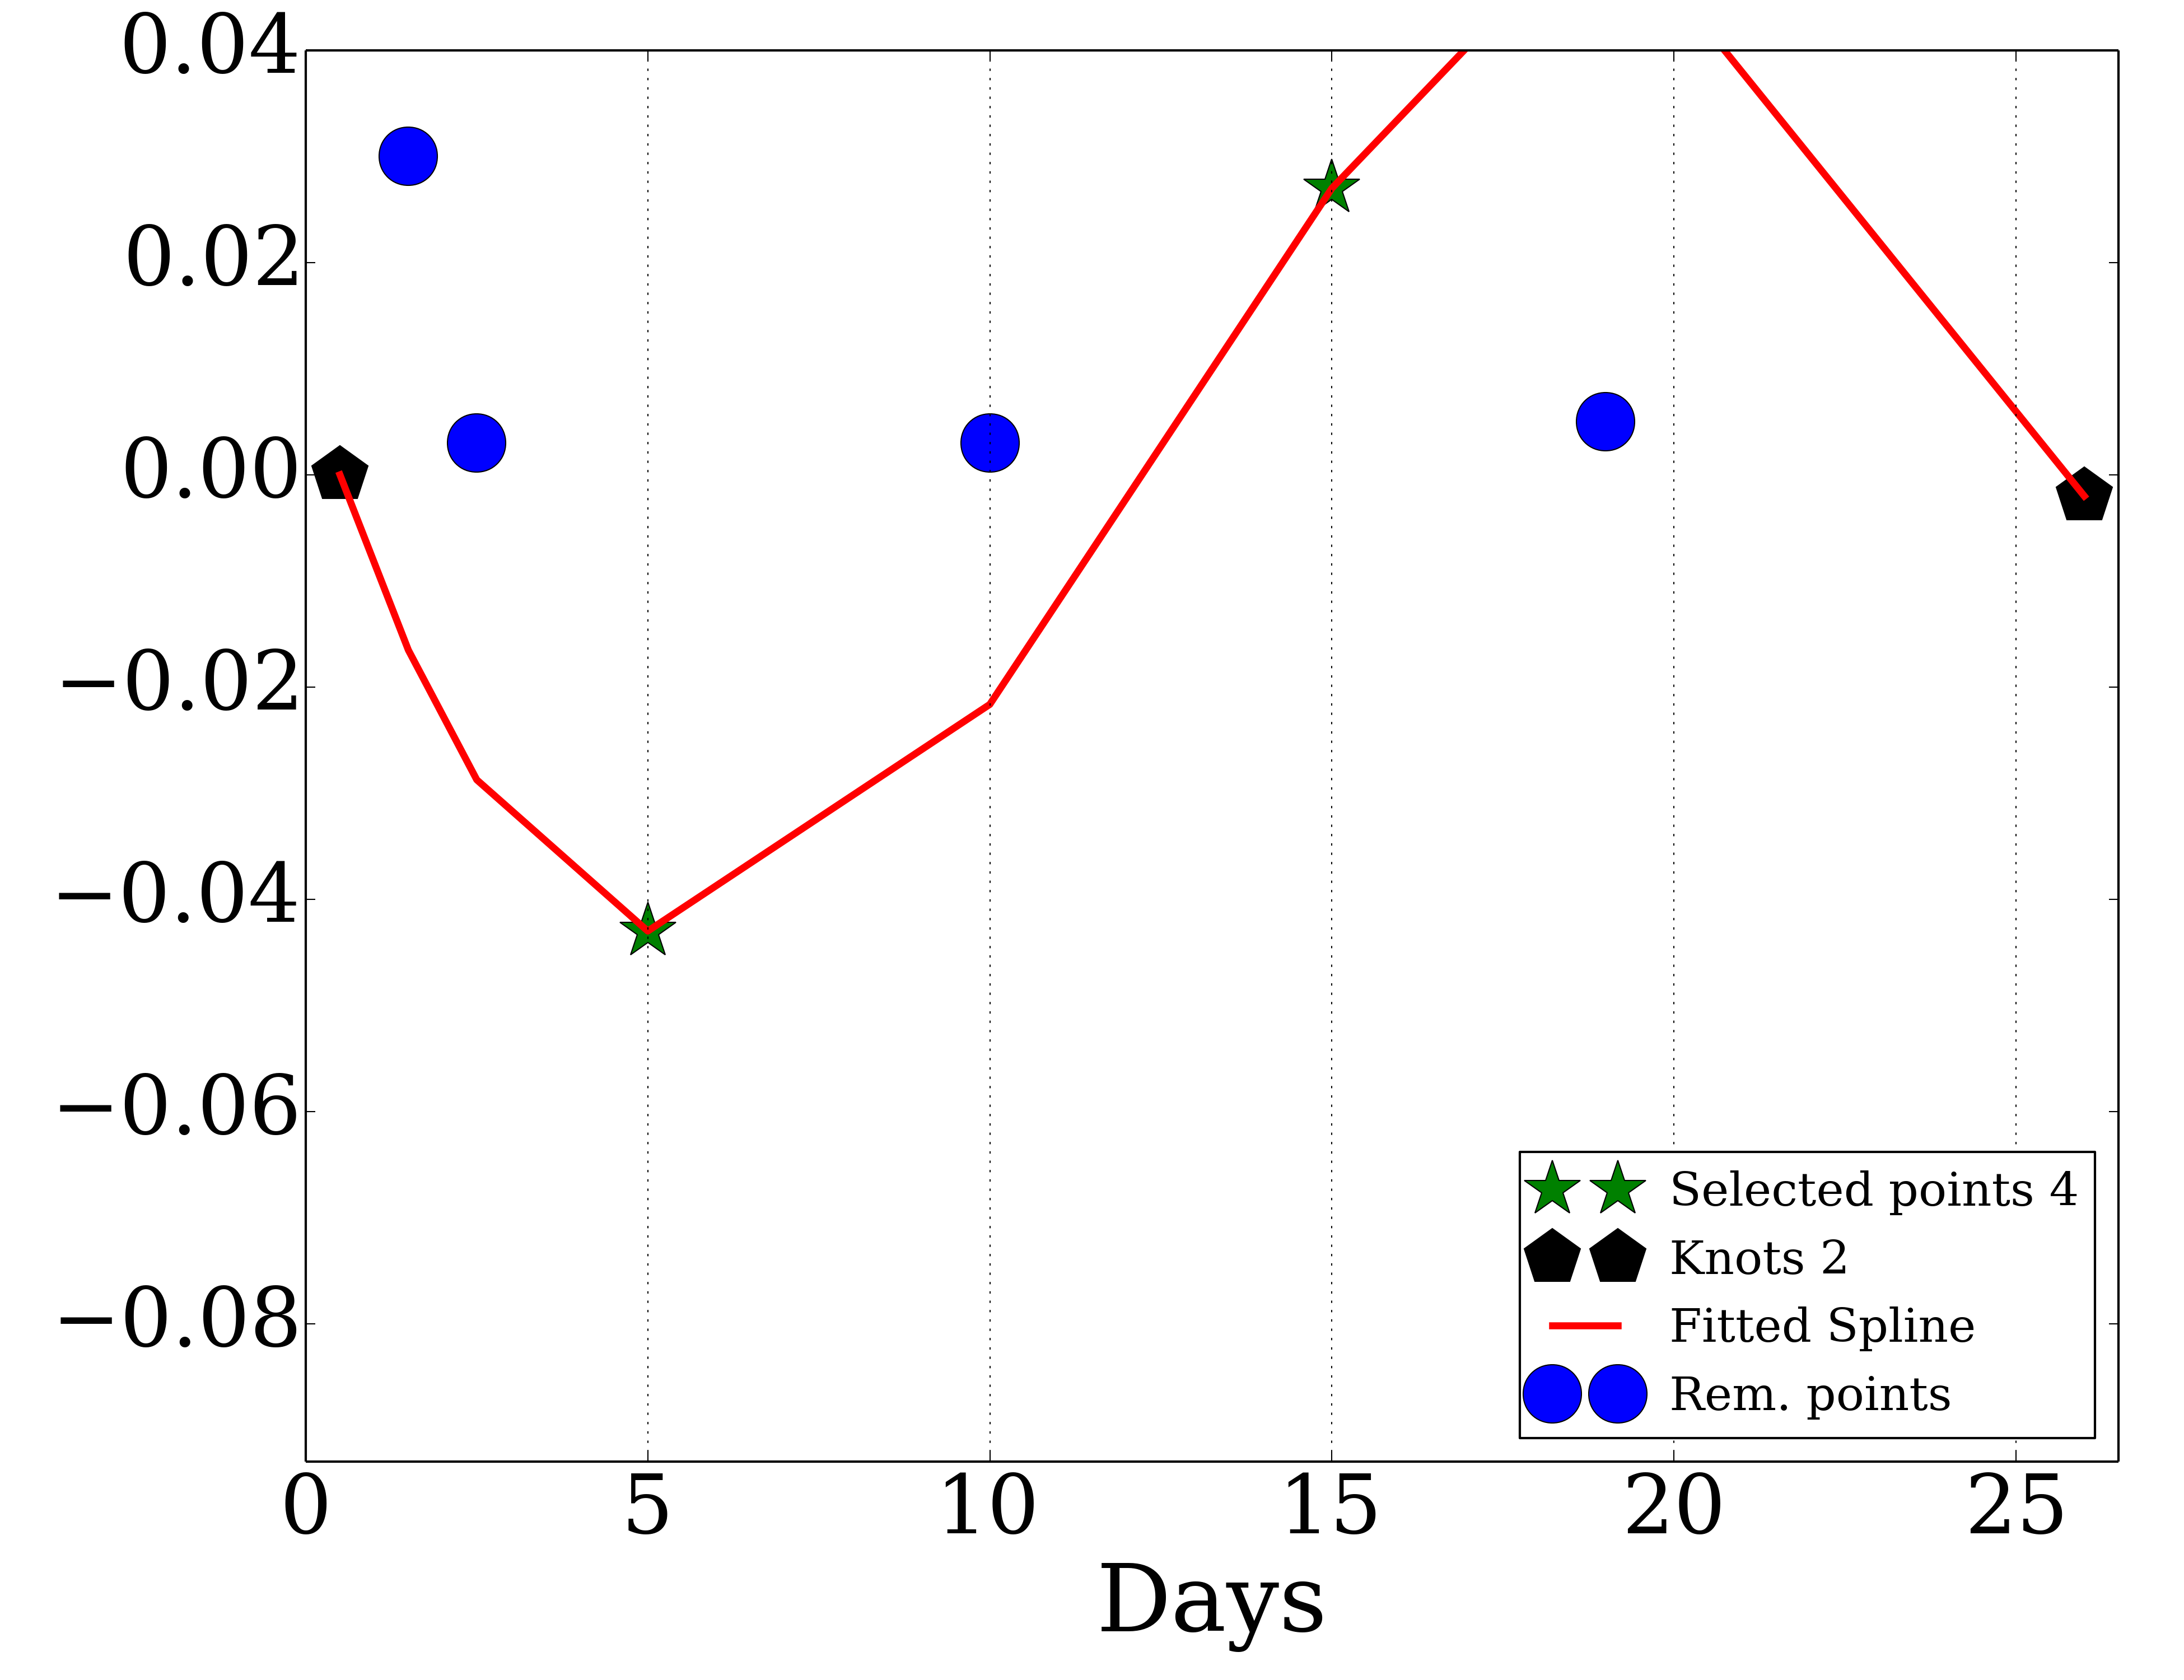 0.04
0.02
0.00
−0.02
−0.04
−0.06
−0.08
0 5 10 15 20 25
Days
Selected points 4
Knots 2
Fitted Spline
Rem. points